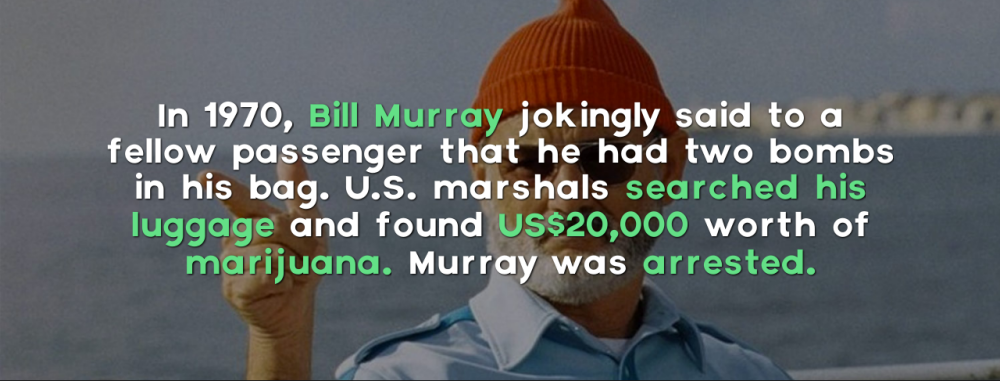 In 1970, Bill Murray jokingly said to a
fellow passenger that he had two bombs
in his bag. U.S. marshals searched his
luggage and found US$20,000 worth of
marijuana. Murray was arrested.